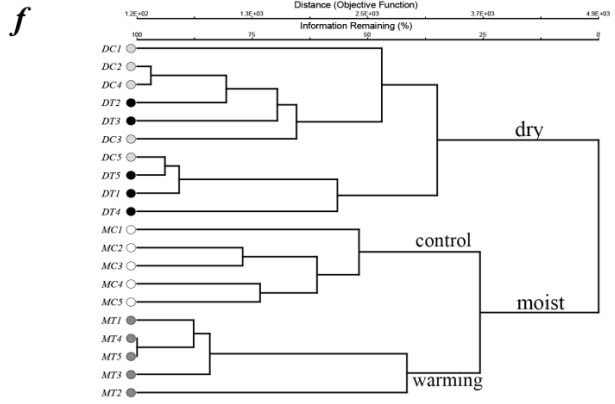 f
Distance (Objective Function)
1.2E+02 1.3E+03 2.5E+03 3.7E+03 4.9E+03
Information Remaining (%)
100 75 50 25 0
DC1
DC2
DC4
DT2
dry
DT3
DC3
DC5
DT5
DT1
DT4
MC1
control
MC2
MC3
MC4
moist
MC5
MT1
MT4
MT5
MT3
warming
MT2